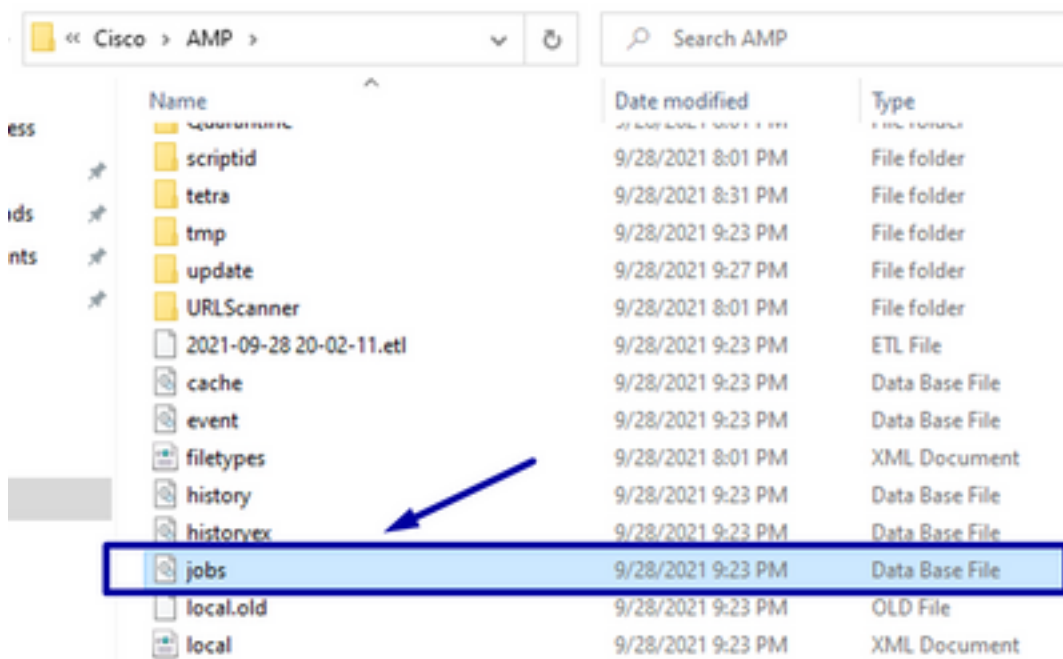 « Cisco > AMP > Search AMP
Name Date modified Type
ess
scriptid 9/28/2021 8:01 PM File folder
tetra 9/28/2021 8:31 PM File folder
ids
tmp 9/28/2021 9:23 PM File folder
nts
update 9/28/2021 9:27 PM File folder
URLScanner 9/28/2021 8:01 PM File folder
2021-09-28 20-02-11.etl 9/28/2021 9:23 PM ETL File
cache 9/28/2021 9:23 PM Data Base File
event 9/28/2021 9:23 PM Data Base File
filetypes 9/28/2021 8:01 PM XML Document
history 9/28/2021 9:23 PM Data Base File
historyex 9/28/2021 9:23 PM Data Base File
jobs 9/28/2021 9:23 PM Data Base File
local.old 9/28/2021 9:23 PM OLD File
local 9/28/2021 9:23 PM XML Document